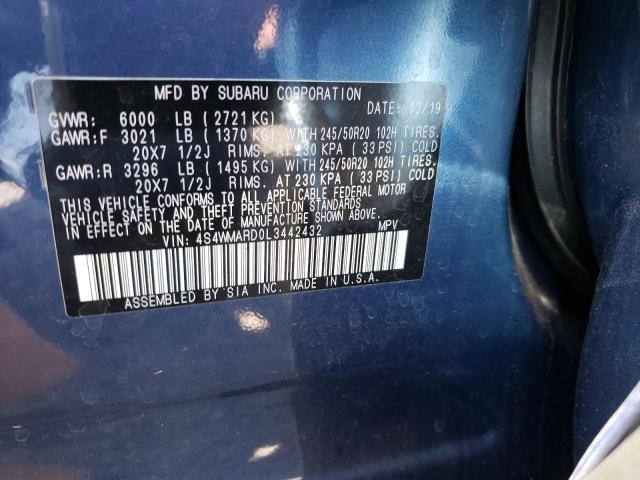 MFD BY SUBARU CORPORATION
GVWR: 6000 LB (2721 KG) DATE: 12/19
GAWR:F 3021 LB (1370 KG) WITH 245/50R20 102H TIRES.
20X7 1/2J RIMS. AT 230 KPA (33 PSI) COLD
GAWR:R 3296 LB (1495 KG) WITH 245/50R20 102H TIRES.
20X7 1/2J RIMS. AT 230 KPA (33 PSI) COLD
THIS VEHICLE CONFORMS TO ALL APPLICABLE FEDERAL MOTOR
VEHICLE SAFETY AND THEFT PREVENTION STANDARDS
IN EFFECT ON THE DATE OF MANUFACTURE SHOWN ABOVE.
VIN: 4S4WMARD0L3442432 MPV
ASSEMBLED BY SIA INC. MADE IN U.S.A.